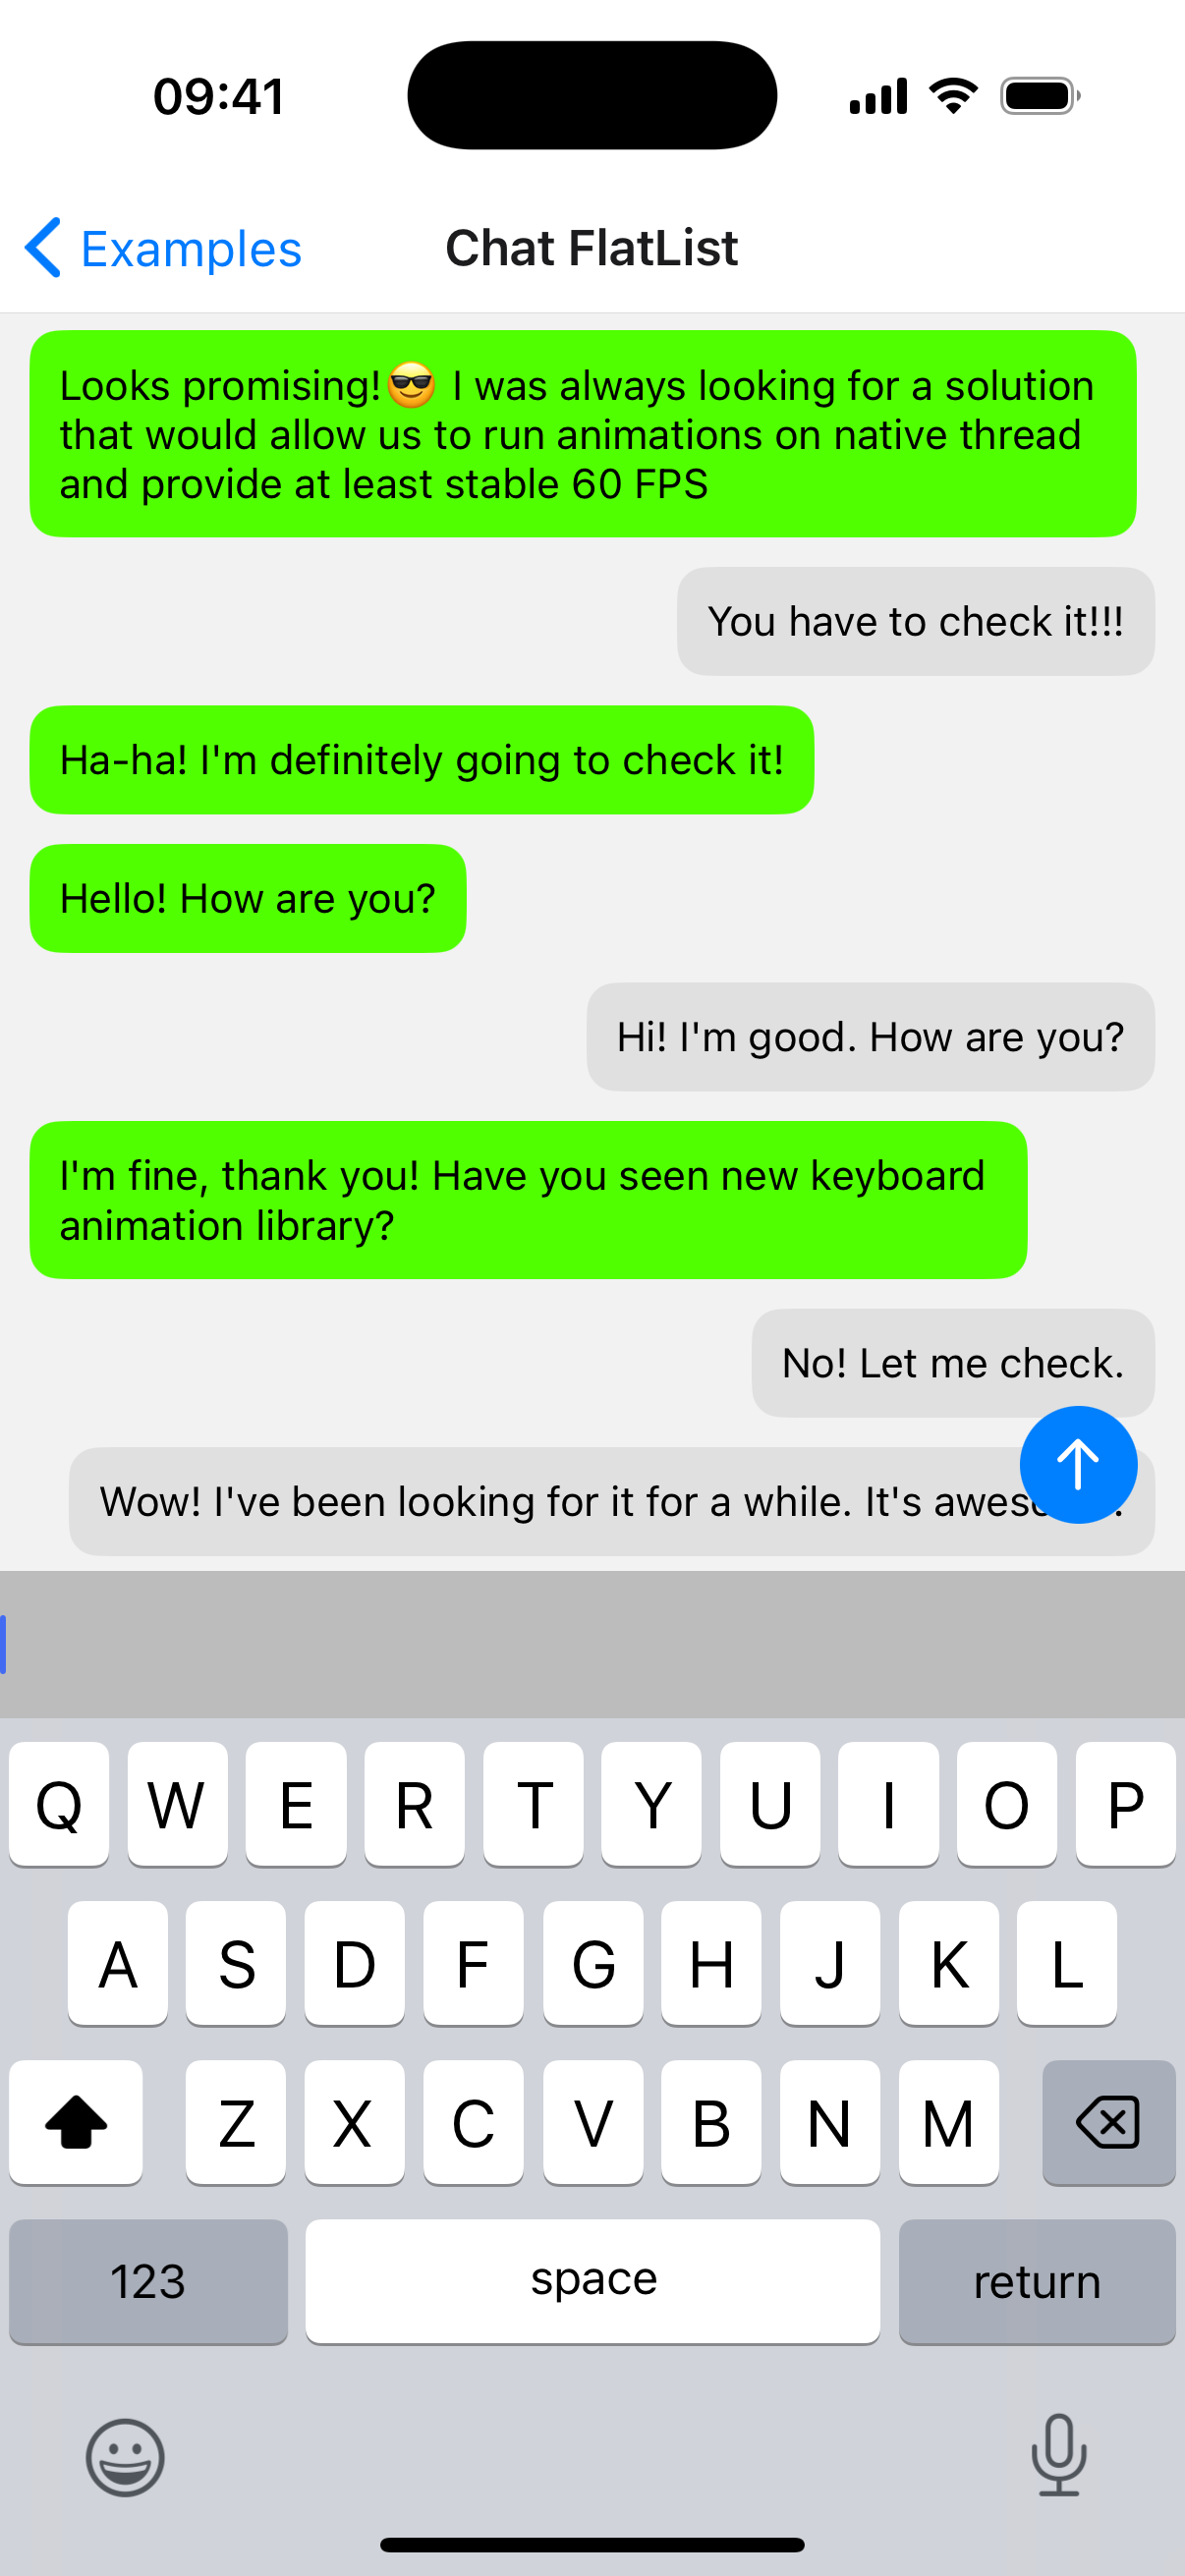 09:41
Examples
Chat FlatList
Looks promising!😎 I was always looking for a solution
that would allow us to run animations on native thread
and provide at least stable 60 FPS
You have to check it!!!
Ha-ha! I'm definitely going to check it!
Hello! How are you?
Hi! I'm good. How are you?
I'm fine, thank you! Have you seen new keyboard
animation library?
No! Let me check.
Wow! I've been looking for it for a while. It's
Q W E R T Y U I O P
A S D F G H J K L
Z X C V B N M
123 space return